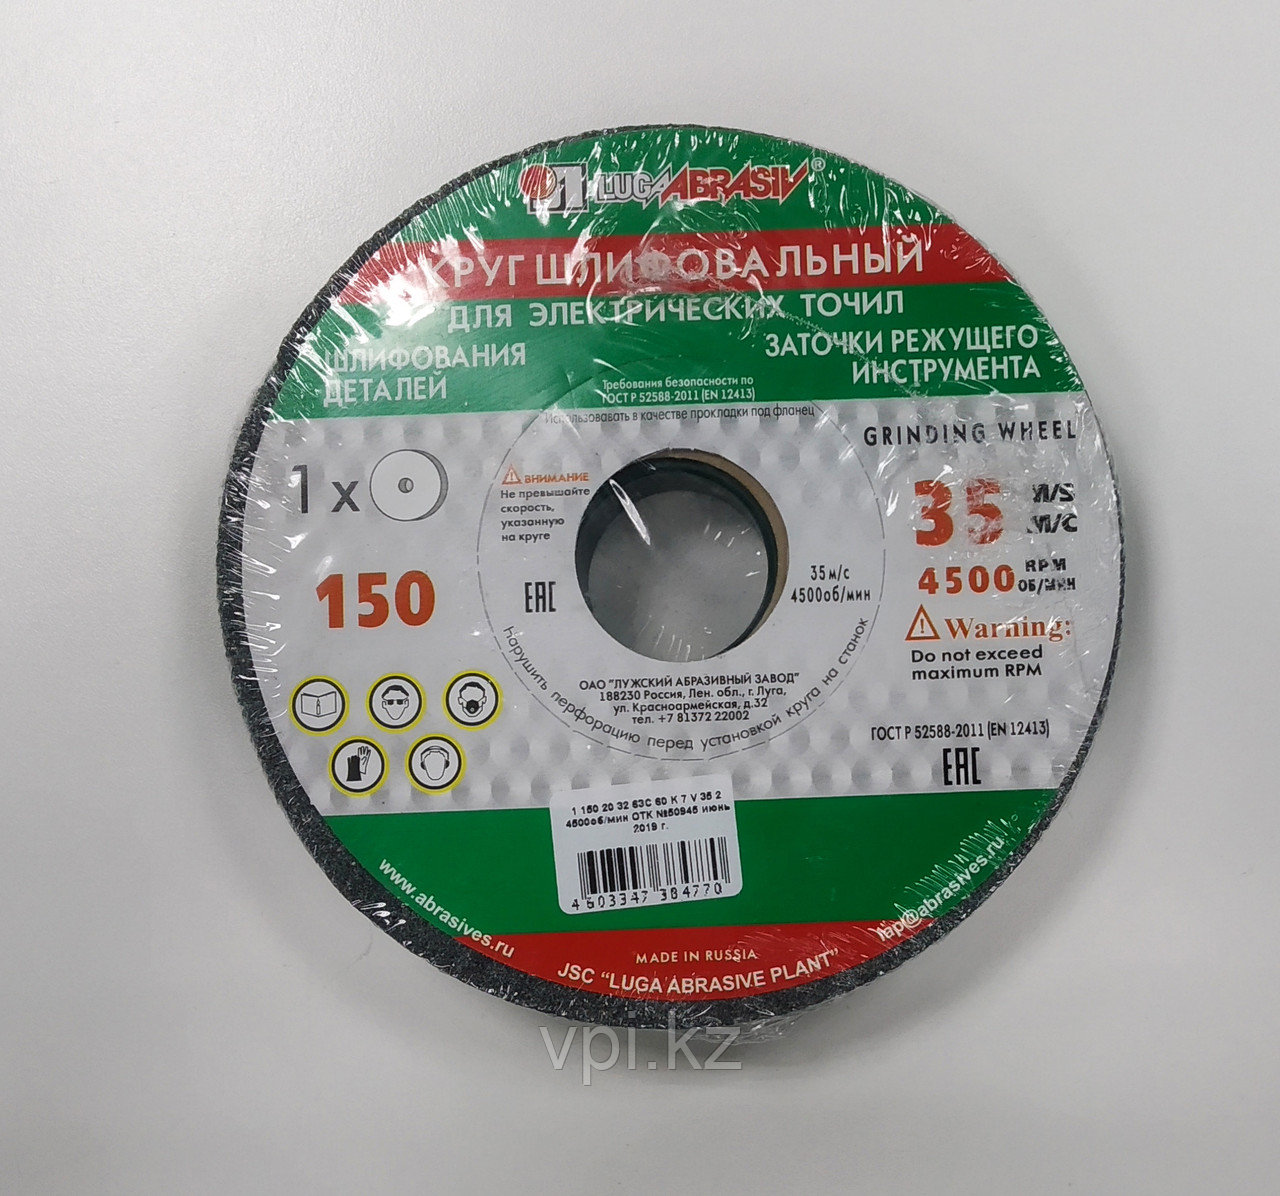 LUGAABRASIV®
КРУГ ШЛИФОВАЛЬНЫЙ
ДЛЯ ЭЛЕКТРИЧЕСКИХ ТОЧИЛ
ШЛИФОВАНИЯ
ДЕТАЛЕЙ
ЗАТОЧКИ РЕЖУЩЕГО
ИНСТРУМЕНТА
Требования безопасности по
ГОСТ Р 52588-2011 (EN 12413)
Использовать в качестве прокладки под фланец
GRINDING WHEEL
1 x
ВНИМАНИЕ
Не превышайте
скорость,
указанную
на круге
35 M/S
М/С
4500 RPM
ОБ/МИН
150
EAC
35м/с
4500об/мин
Warning:
Do not exceed
maximum RPM
ОАО "ЛУЖСКИЙ АБРАЗИВНЫЙ ЗАВОД"
188230 Россия, Лен. обл., г. Луга,
ул. Красноармейская, д.32
тел. +7 81372 22002
Нарушить перфорацию перед установкой круга на станок
ГОСТ Р 52588-2011 (EN 12413)
EAC
1 150 20 32 63С 60 K 7 V 35 2
4500об/мин ОТК №50945 июнь
2019 г.
4 603347 384770
www.abrasives.ru
lap@abrasives.ru
MADE IN RUSSIA
JSC "LUGA ABRASIVE PLANT"
vpi.kz